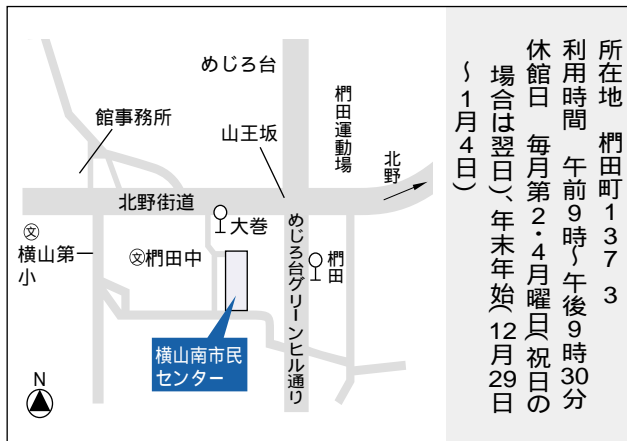 所在地 椚田町137 3
利用時間 午前9時〜午後9時30分
休館日 毎月第2・4月曜日(祝日の
場合は翌日)、年末年始(12月29日
〜1月4日)
めじろ台
館事務所
山王坂
椚田運動場
北野
北野街道
大巻
文
横山第一
小
文椚田中
めじろ台グリーンヒル通り
椚田
横山南市民
センター
N